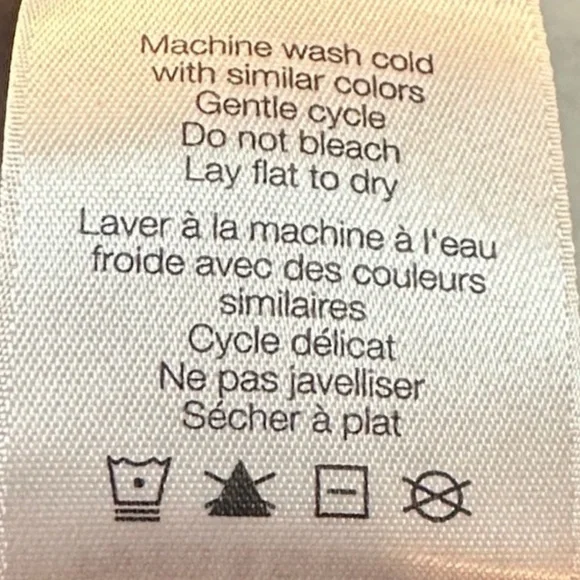 Machine wash cold
with similar colors
Gentle cycle
Do not bleach
Lay flat to dry
Laver à la machine à l'eau
froide avec des couleurs
similaires
Cycle délicat
Ne pas javelliser
Sécher à plat